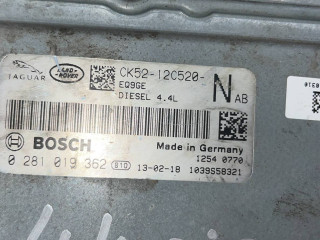 JAGUAR
LAND ROVER
CK52-12C520-
N AB
EQ9GE
DIESEL 4.4L
BOSCH
Made in Germany
1254 0770
0 281 019 362 S10 13-02-18 1039S58321